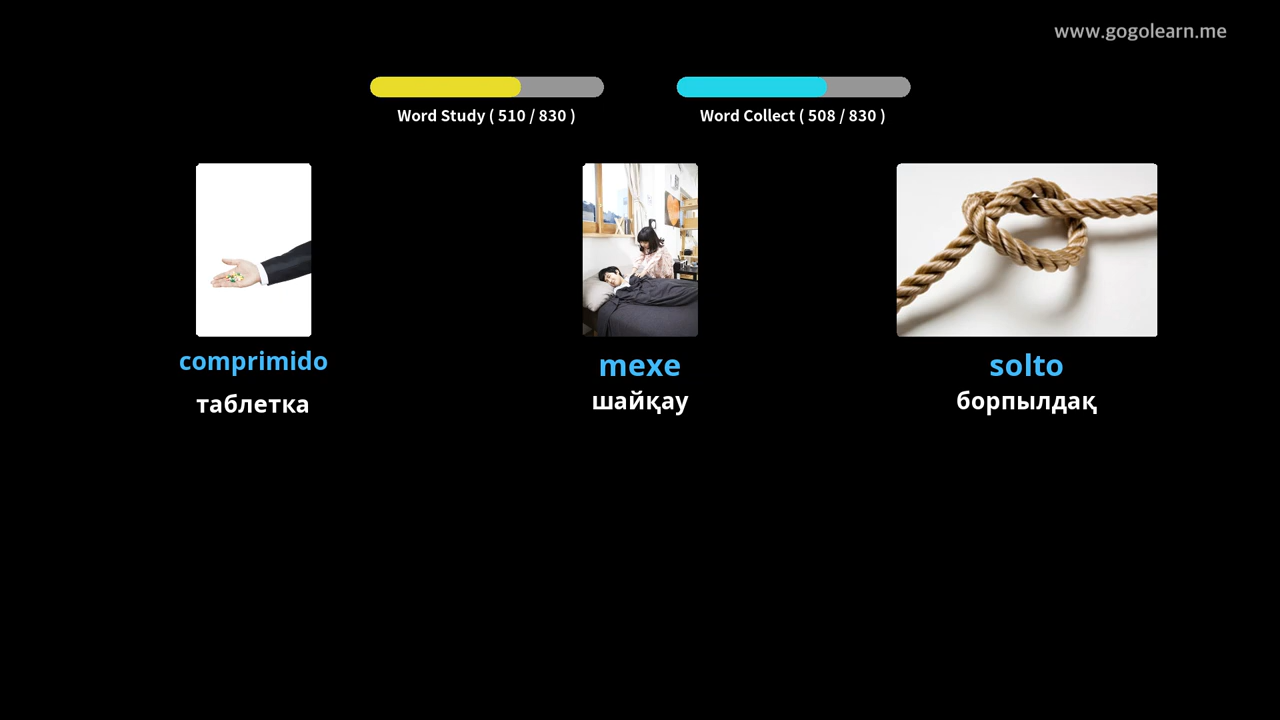 www.gogolearn.me
Word Study ( 510 / 830 )
Word Collect ( 508 / 830 )
comprimido
таблетка
mexe
шайқау
solto
борпылдақ